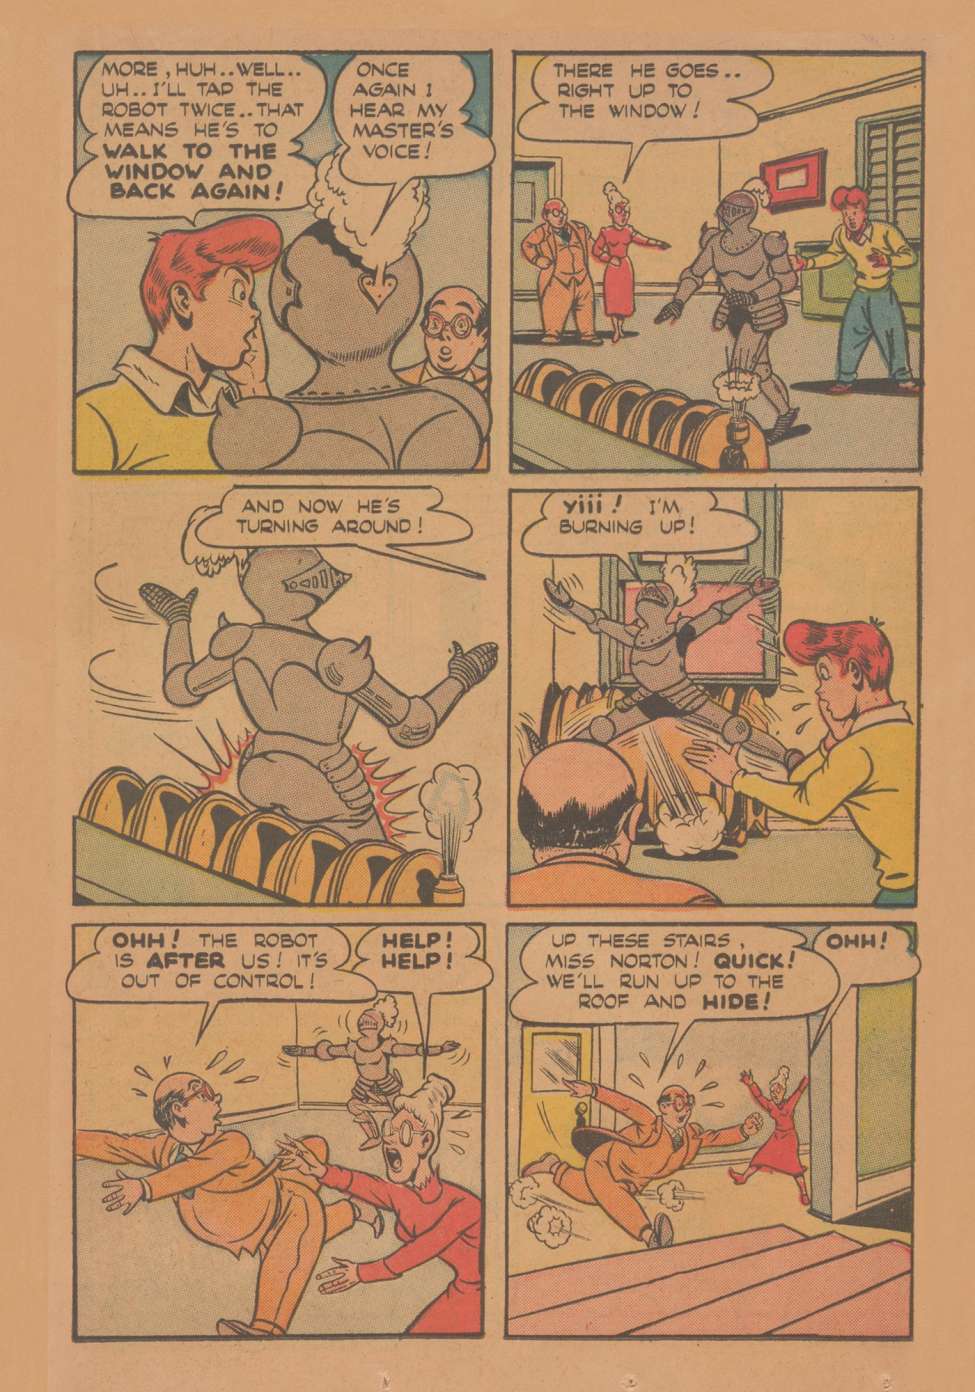 MORE, HUH..WELL..
UH..I'LL TAP THE
ROBOT TWICE..THAT
MEANS HE'S TO
WALK TO THE
WINDOW AND
BACK AGAIN!
ONCE
AGAIN I
HEAR MY
MASTER'S
VOICE!
THERE HE GOES..
RIGHT UP TO
THE WINDOW!
AND NOW HE'S
TURNING AROUND!
yiii! I'M
BURNING UP!
OHH! THE ROBOT
IS AFTER US! IT'S
OUT OF CONTROL!
HELP!
HELP!
UP THESE STAIRS,
MISS NORTON! QUICK!
WE'LL RUN UP TO THE
ROOF AND HIDE!
OHH!